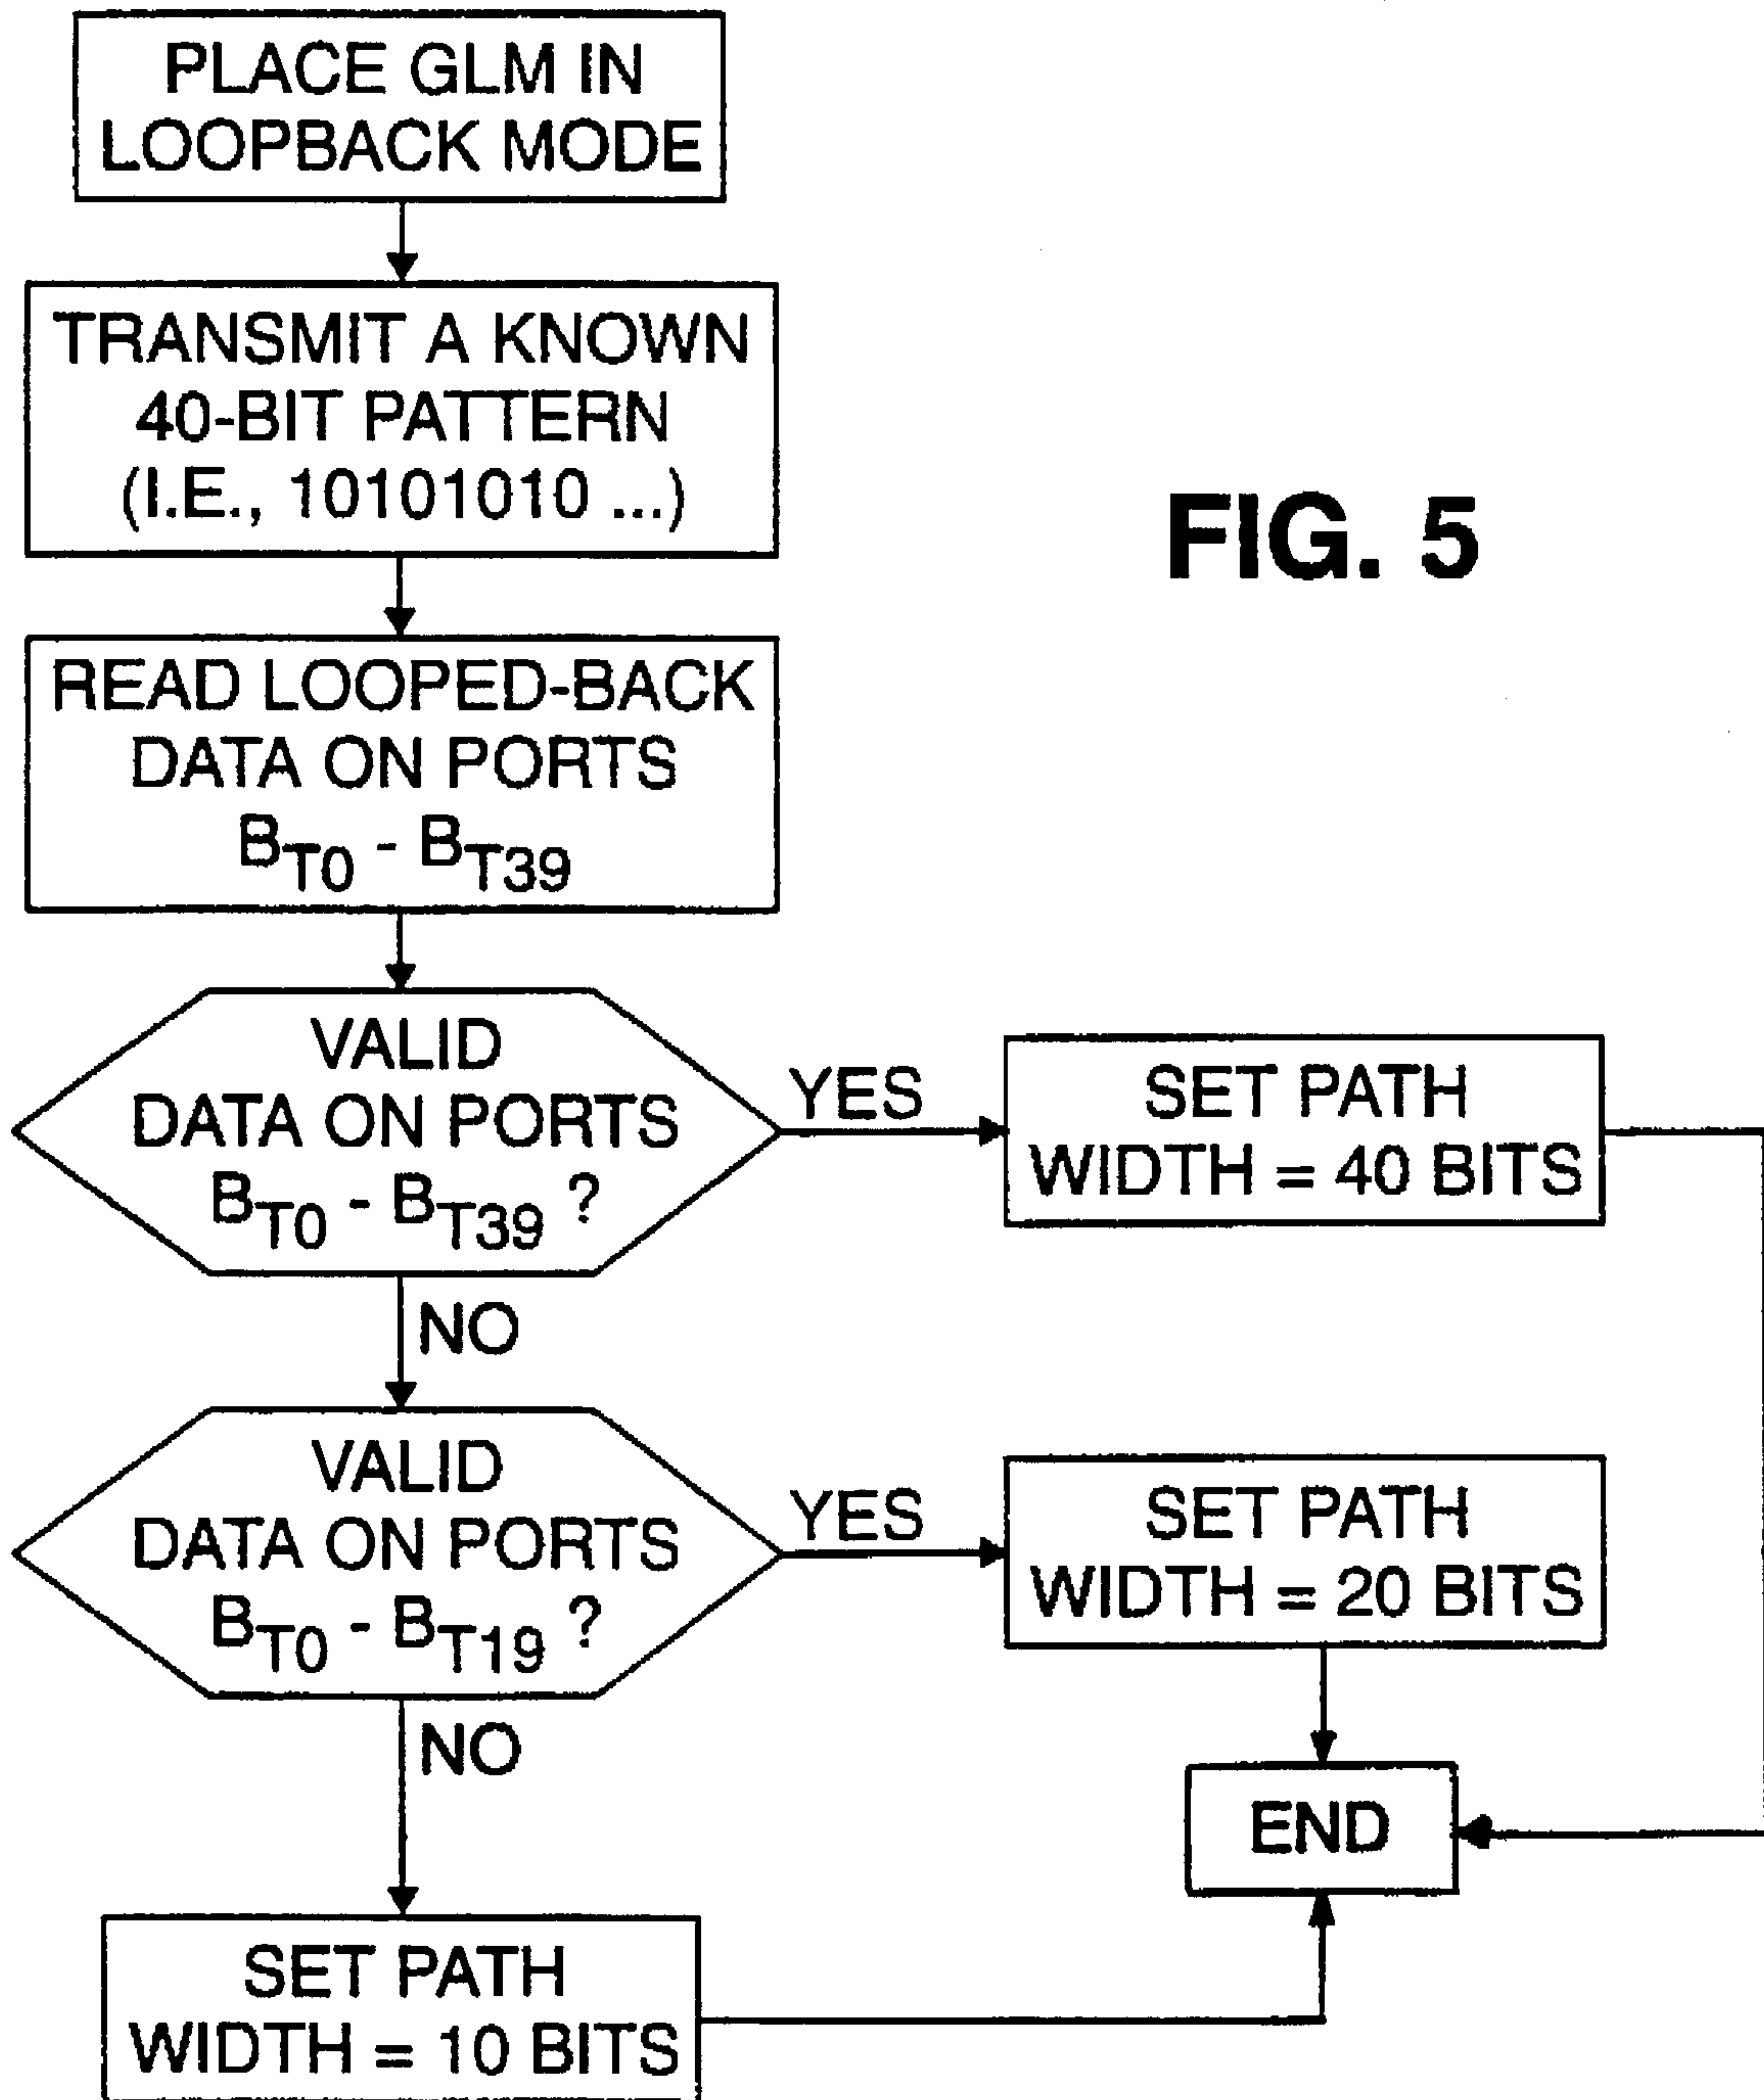 PLACE GLM IN
LOOPBACK MODE
TRANSMIT A KNOWN
40-BIT PATTERN
(I.E., 10101010 ...)
FIG. 5
READ LOOPED-BACK
DATA ON PORTS
BT0 - BT39
VALID
DATA ON PORTS
BT0 - BT39 ?
YES
SET PATH
WIDTH = 40 BITS
NO
VALID
DATA ON PORTS
BT0 - BT19 ?
YES
SET PATH
WIDTH = 20 BITS
NO
END
SET PATH
WIDTH = 10 BITS